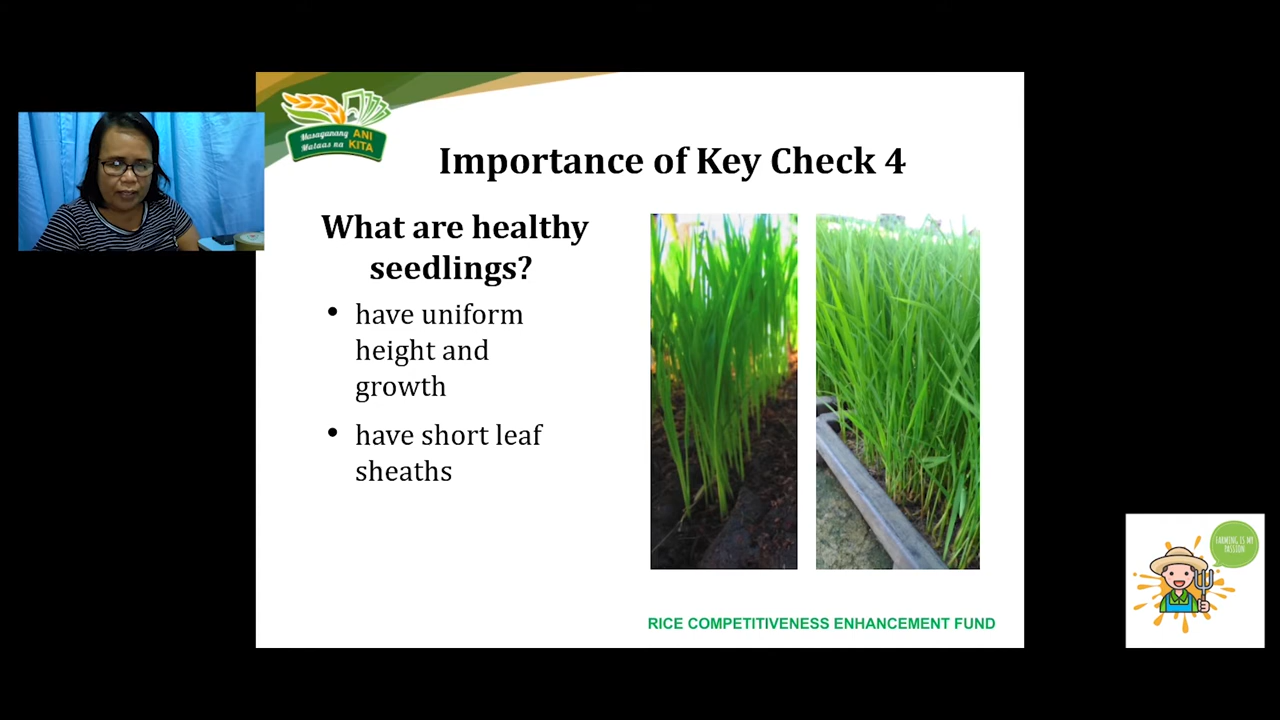 Masaganang ANI
Mataas na KITA
Importance of Key Check 4
What are healthy
seedlings?
• have uniform
height and
growth
• have short leaf
sheaths
RICE COMPETITIVENESS ENHANCEMENT FUND
FARMING IS MY
PASSION